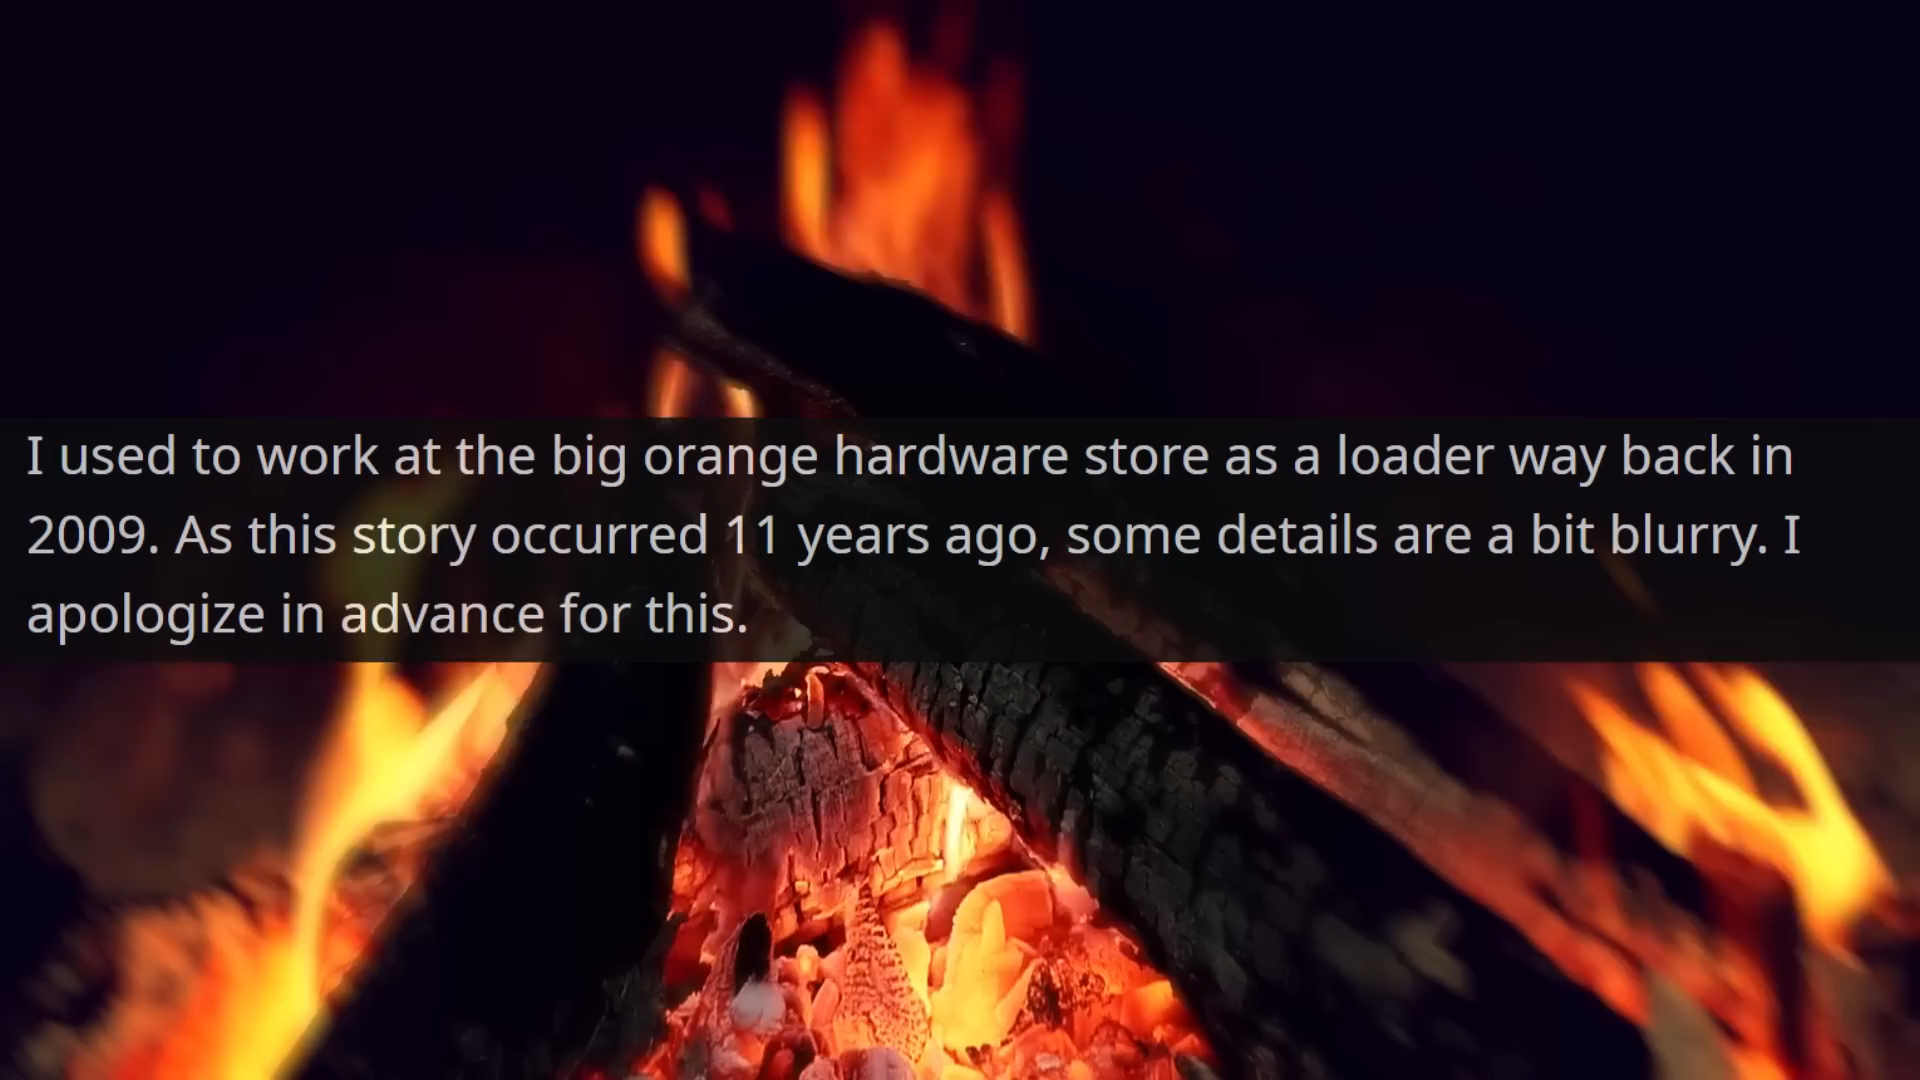 I used to work at the big orange hardware store as a loader way back in
2009. As this story occurred 11 years ago, some details are a bit blurry. I
apologize in advance for this.